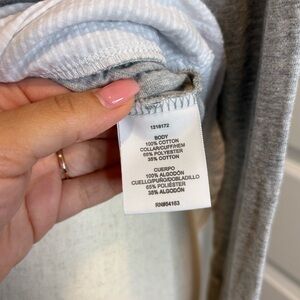 1318172
BODY
100% COTTON
COLLAR/CUFF/HEM
65% POLYESTER
35% COTTON
CUERPO
100% ALGODÓN
CUELLO/PUÑO/DOBLADILLO
65% POLIÉSTER
35% ALGODÓN
RN#54163